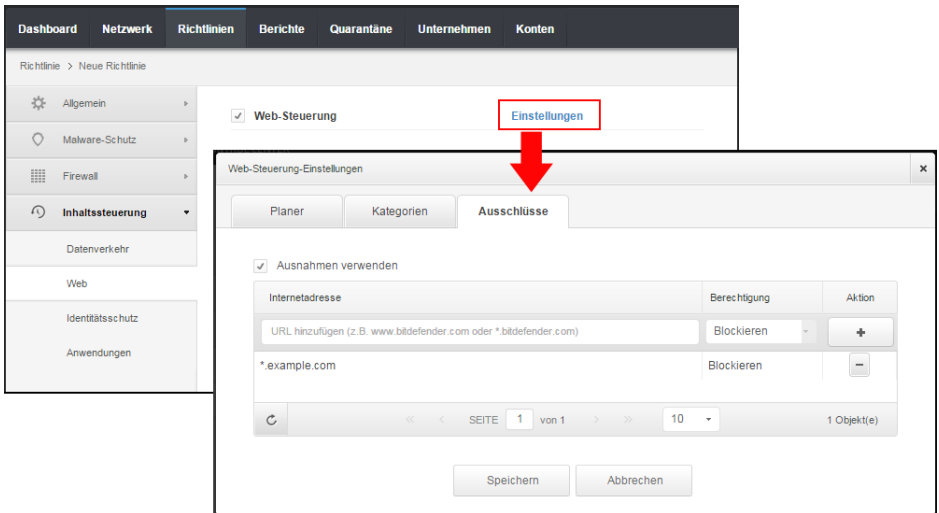 Dashboard Netzwerk Richtlinien Berichte Quarantäne Unternehmen Konten
Richtlinie > Neue Richtlinie
Allgemein
Malware-Schutz
Firewall
Inhaltssteuerung
Datenverkehr
Web
Identitätsschutz
Anwendungen
Web-Steuerung Einstellungen
Web-Steuerung-Einstellungen
Planer Kategorien Ausschlüsse
Ausnahmen verwenden
Internetadresse Berechtigung Aktion
URL hinzufügen (z.B. www.bitdefender.com oder *.bitdefender.com) Blockieren +
*.example.com Blockieren −
SEITE 1 von 1 10 1 Objekt(e)
Speichern Abbrechen